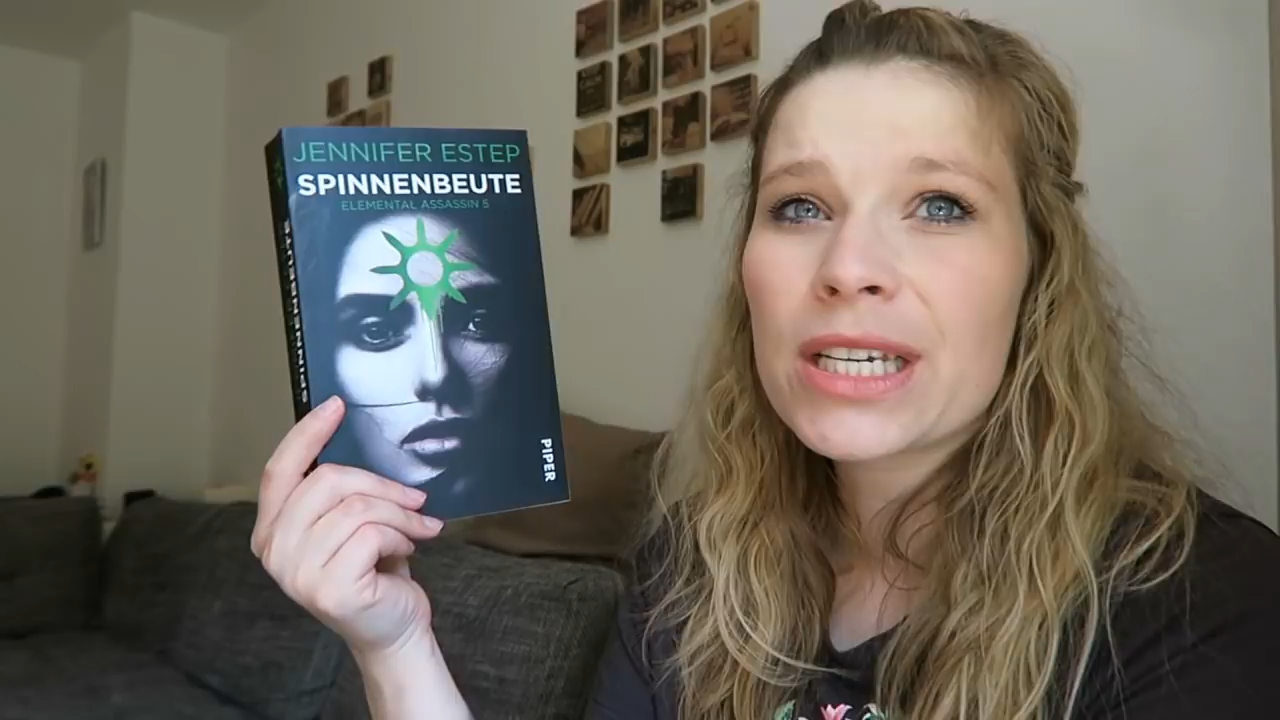 JENNIFER ESTEP
SPINNENBEUTE
ELEMENTAL ASSASSIN 5
SPINNENBEUTE
PIPER